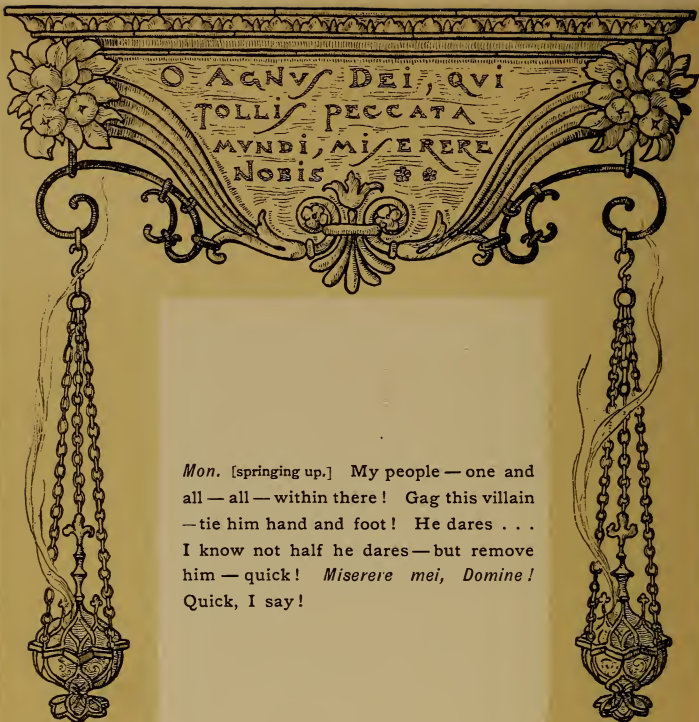 O AGNVS DEI, QVI
TOLLIS PECCATA
MVNDI, MISERERE
NOBIS
Mon. [springing up.] My people — one and
all — all — within there! Gag this villain
— tie him hand and foot! He dares . . .
I know not half he dares — but remove
him — quick! Miserere mei, Domine!
Quick, I say!